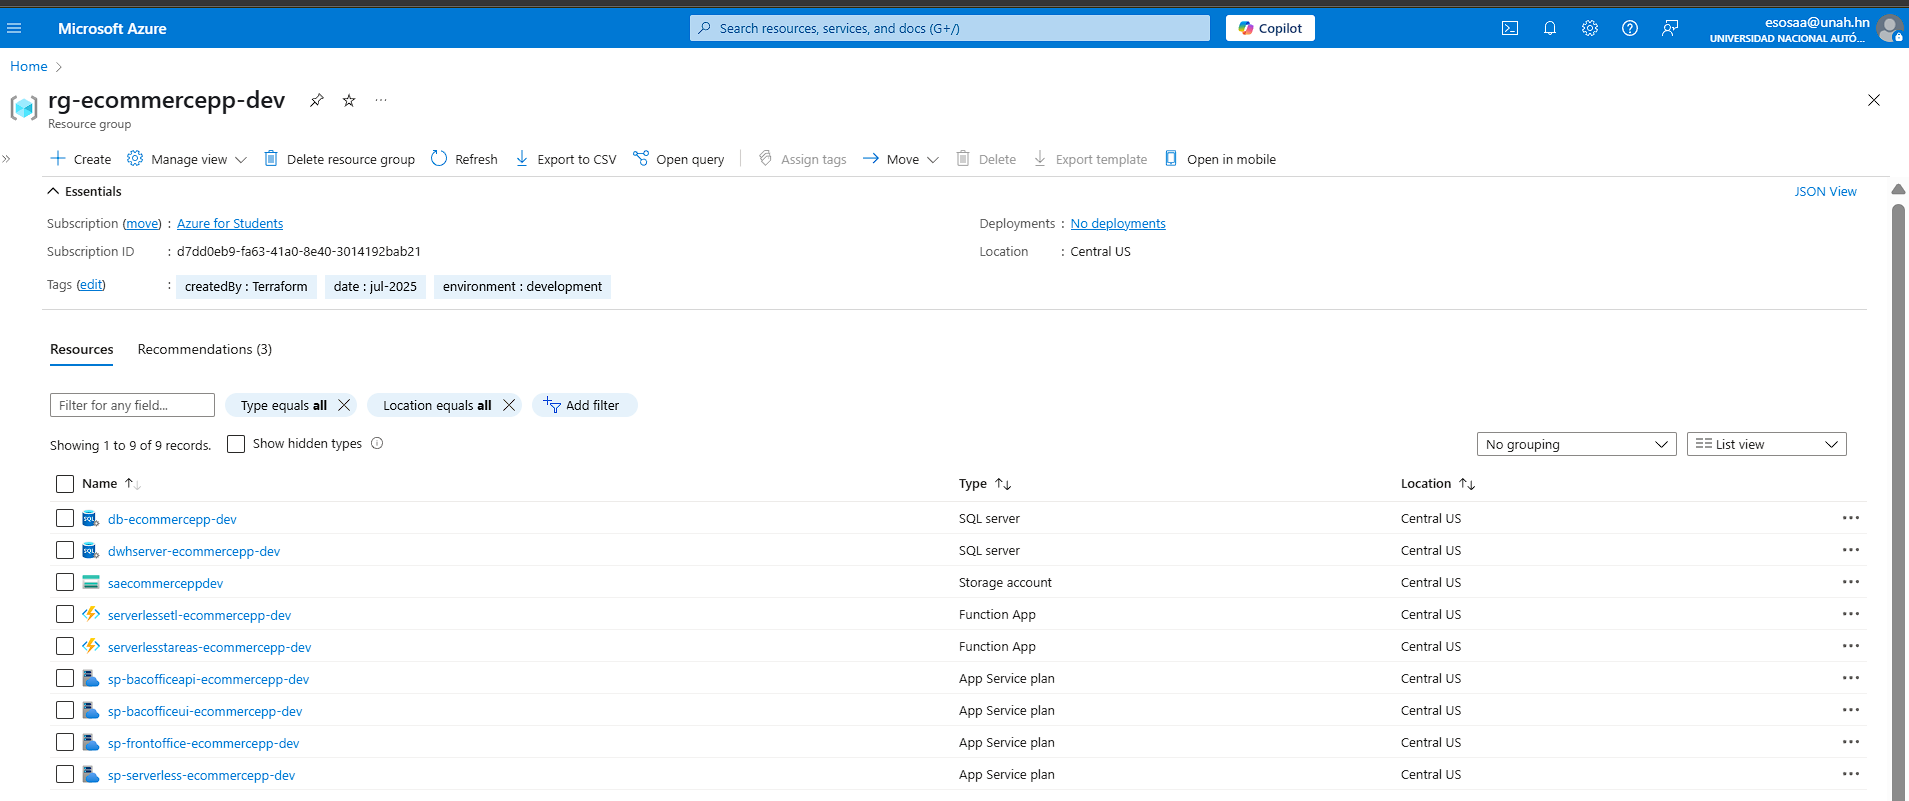 Microsoft Azure
Search resources, services, and docs (G+/)
Copilot
esosaa@unah.hn
UNIVERSIDAD NACIONAL AUTÓ...
Home
rg-ecommercepp-dev
Resource group
Create Manage view Delete resource group Refresh Export to CSV Open query Assign tags Move Delete Export template Open in mobile
Essentials
JSON View
Subscription (move) : Azure for Students
Deployments : No deployments
Subscription ID : d7dd0eb9-fa63-41a0-8e40-3014192bab21
Location : Central US
Tags (edit) : createdBy : Terraform date : jul-2025 environment : development
Resources Recommendations (3)
Filter for any field... Type equals all Location equals all Add filter
Showing 1 to 9 of 9 records. Show hidden types
No grouping List view
Name Type Location
db-ecommercepp-dev SQL server Central US
dwhserver-ecommercepp-dev SQL server Central US
saecommerceppdev Storage account Central US
serverlessetl-ecommercepp-dev Function App Central US
serverlesstareas-ecommercepp-dev Function App Central US
sp-bacofficeapi-ecommercepp-dev App Service plan Central US
sp-bacofficeui-ecommercepp-dev App Service plan Central US
sp-frontoffice-ecommercepp-dev App Service plan Central US
sp-serverless-ecommercepp-dev App Service plan Central US